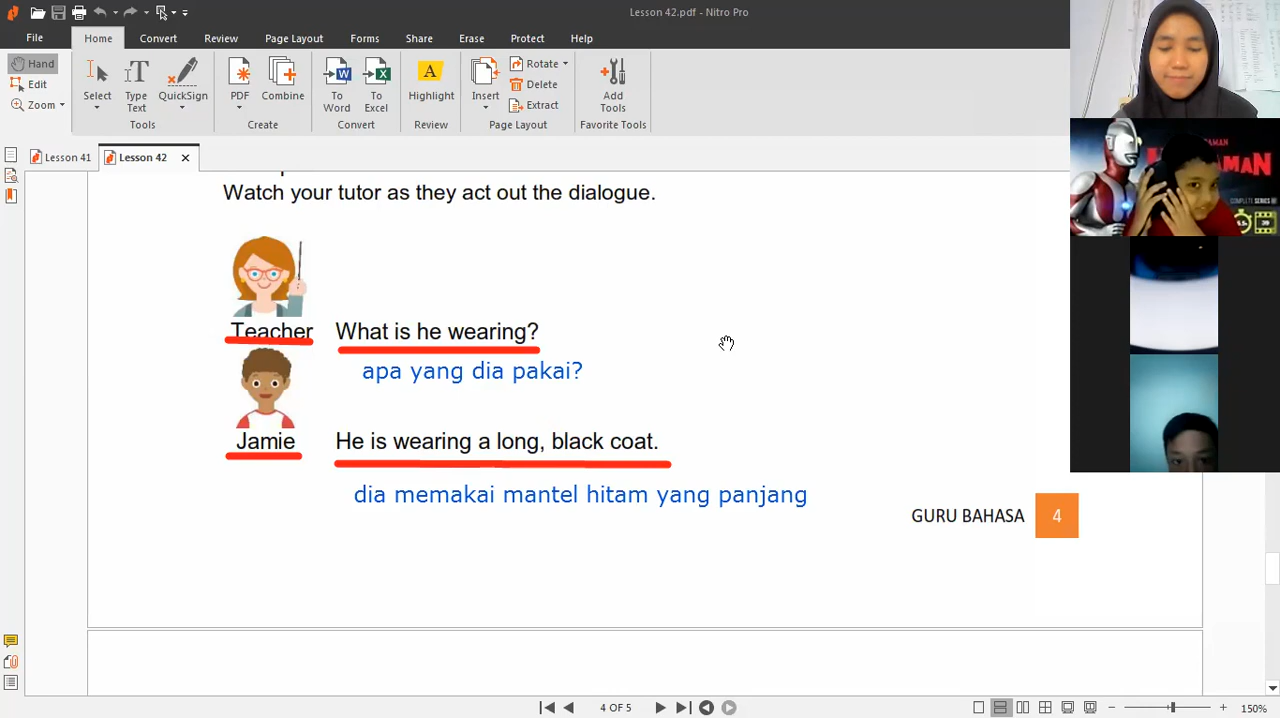 Lesson 42.pdf - Nitro Pro
File Home Convert Review Page Layout Forms Share Erase Protect Help
Hand
Edit
Zoom
Select
Type Text
QuickSign
Tools
PDF
Combine
Create
To Word
To Excel
Convert
A
Highlight
Review
Insert
Rotate
Delete
Extract
Page Layout
Add Tools
Favorite Tools
Lesson 41
Lesson 42
Watch your tutor as they act out the dialogue.
Teacher What is he wearing?
apa yang dia pakai?
Jamie He is wearing a long, black coat.
dia memakai mantel hitam yang panjang
GURU BAHASA 4
4 OF 5
150%
COMPLETE SERIES
39